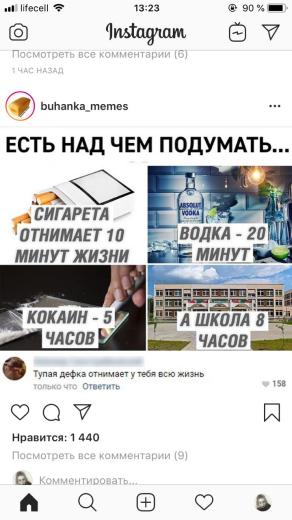 lifecell
13:23
90 %
Instagram
Посмотреть все комментарии (6)
1 ЧАС НАЗАД
buhanka_memes
ЕСТЬ НАД ЧЕМ ПОДУМАТЬ...
СИГАРЕТА
ОТНИМАЕТ 10
МИНУТ ЖИЗНИ
ABSOLUT
VODKA
ВОДКА - 20
МИНУТ
КОКАИН - 5
ЧАСОВ
А ШКОЛА 8
ЧАСОВ
Тупая дефка отнимает у тебя всю жизнь
только что Ответить
158
Нравится: 1 440
Посмотреть все комментарии (9)
Комментировать...